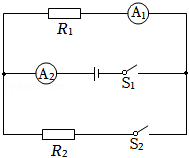 R₁ A₁
A₂ S₁
R₂ S₂